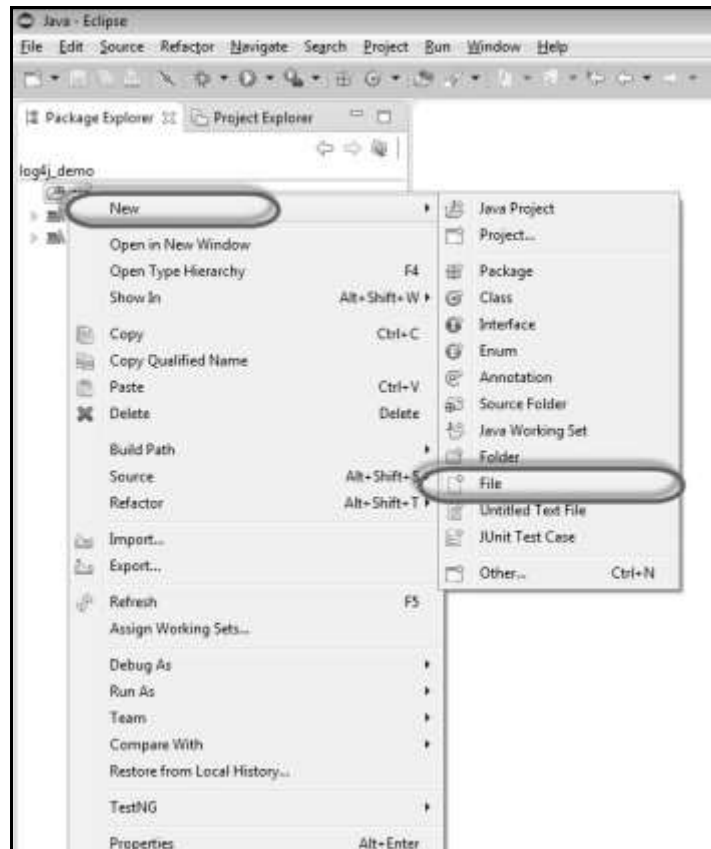 Java - Eclipse
File Edit Source Refactor Navigate Search Project Run Window Help
Package Explorer Project Explorer
log4j_demo
New
Open in New Window
Open Type Hierarchy F4
Show In Alt+Shift+W
Copy Ctrl+C
Copy Qualified Name
Paste Ctrl+V
Delete Delete
Build Path
Source Alt+Shift+S
Refactor Alt+Shift+T
Import...
Export...
Refresh F5
Assign Working Sets...
Debug As
Run As
Team
Compare With
Restore from Local History...
TestNG
Properties Alt+Enter
Java Project
Project...
Package
Class
Interface
Enum
Annotation
Source Folder
Java Working Set
Folder
File
Untitled Text File
JUnit Test Case
Other... Ctrl+N